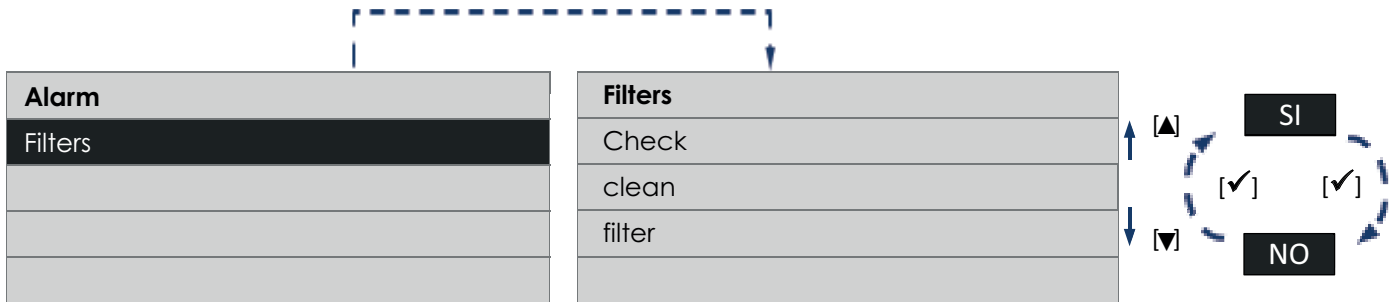 Alarm
Filters
Filters
Check
clean
filter
[▲]
[▼]
SI
[✓] [✓]
NO